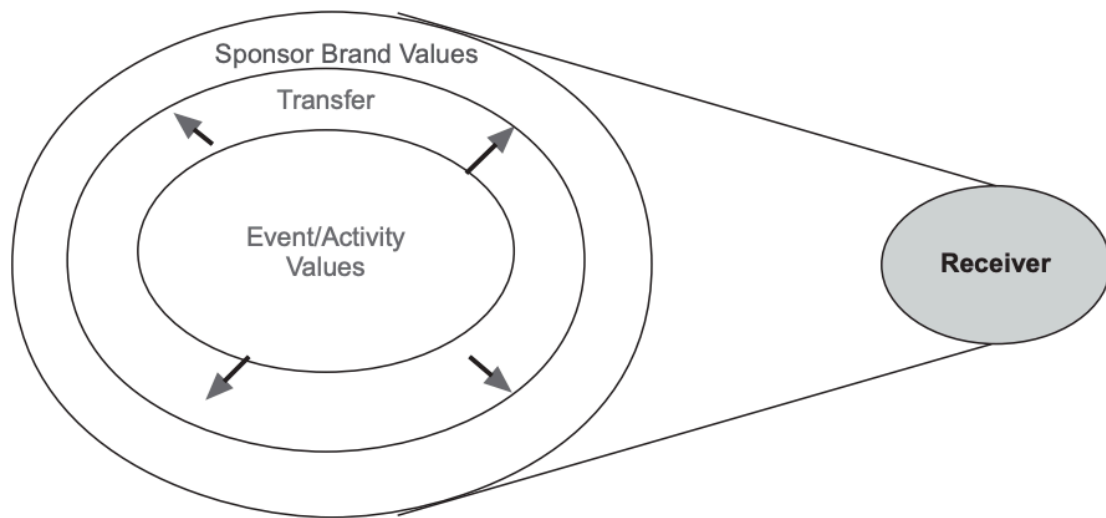 Sponsor Brand Values
Transfer
Event/Activity
Values
Receiver